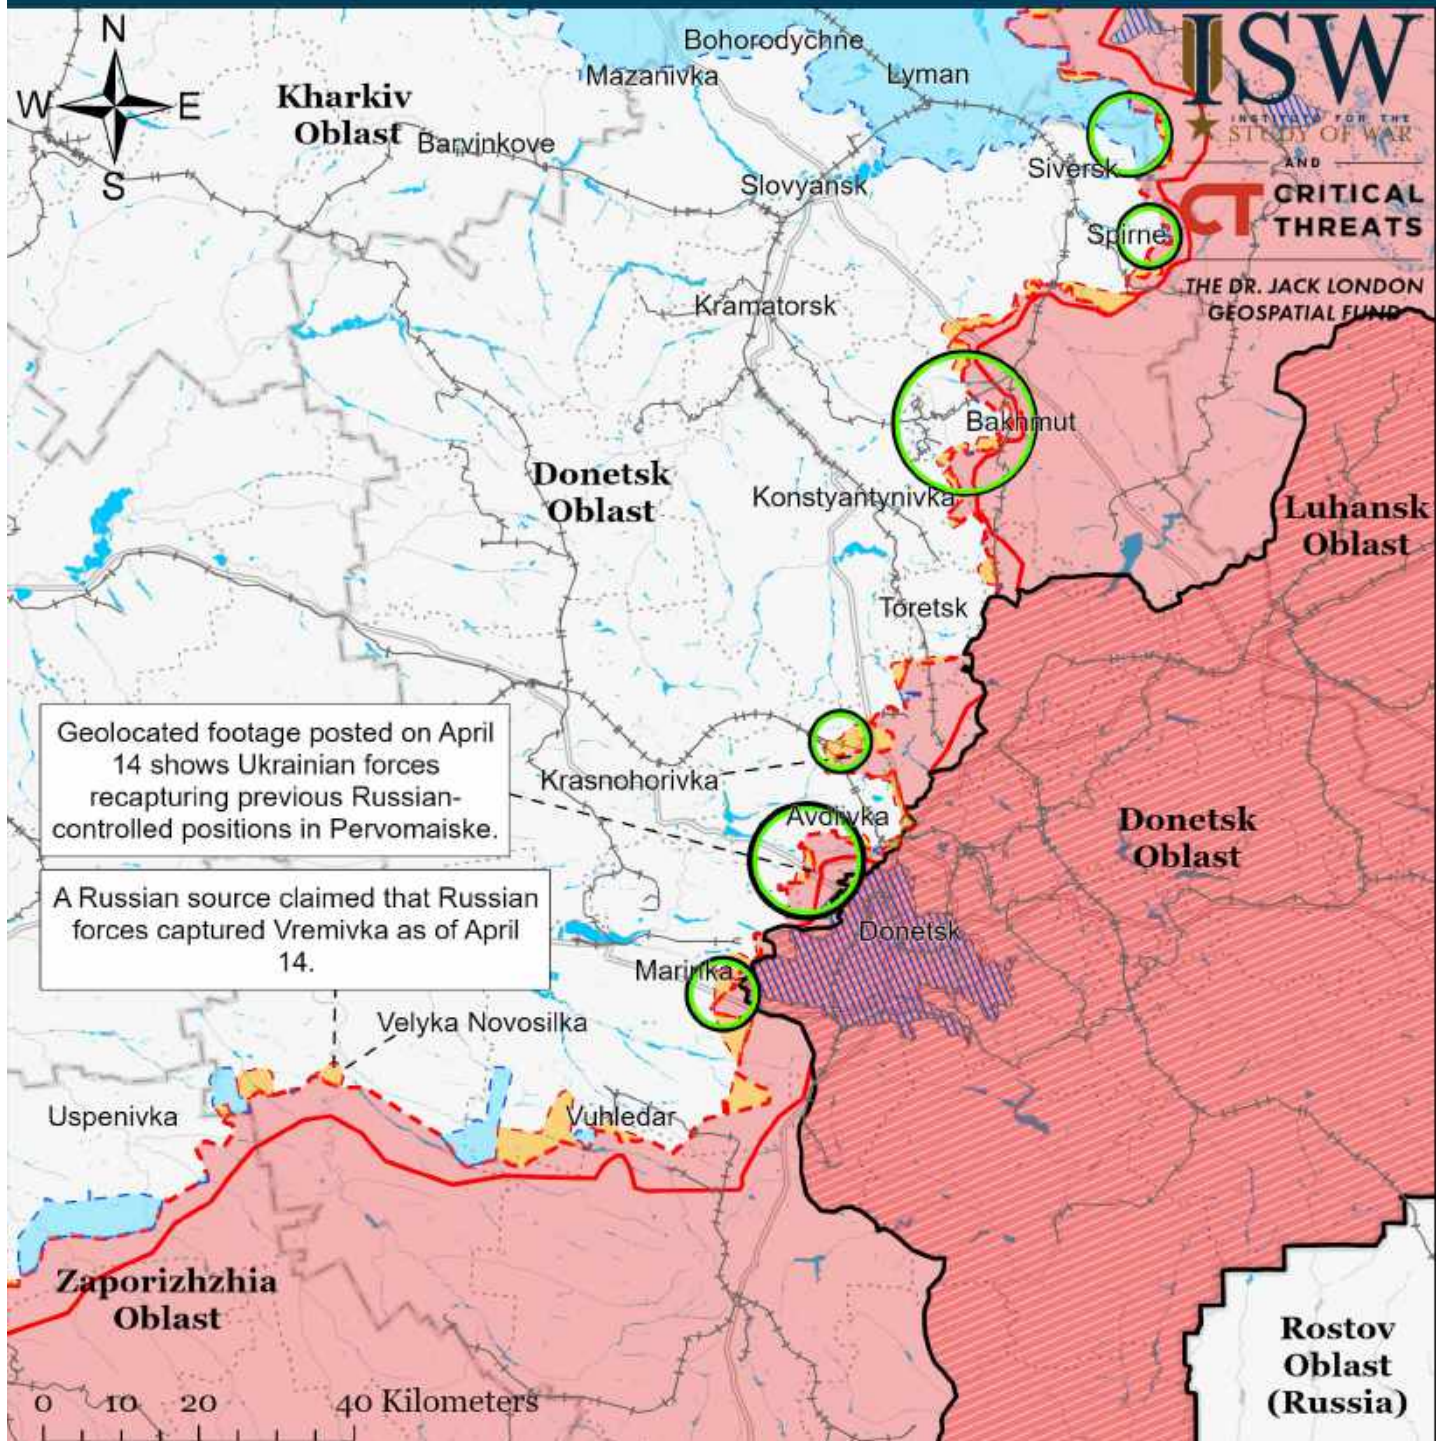 N
W
E
S
Kharkiv
Oblast
Bohorodychne
Mazanivka
Lyman
Barvinkove
Slovyansk
Siversk
Spirne
ISW
INSTITUTE FOR THE
STUDY OF WAR
AND
CT CRITICAL
THREATS
THE DR. JACK LONDON
GEOSPATIAL FUND
Kramatorsk
Bakhmut
Donetsk
Oblast
Konstyantynivka
Luhansk
Oblast
Toretsk
Geolocated footage posted on April
14 shows Ukrainian forces
recapturing previous Russian-
controlled positions in Pervomaiske.
Krasnohorivka
Avdiivka
Donetsk
Oblast
A Russian source claimed that Russian
forces captured Vremivka as of April
14.
Donetsk
Marinka
Velyka Novosilka
Uspenivka
Vuhledar
Zaporizhzhia
Oblast
Rostov
Oblast
(Russia)
0 10 20 40 Kilometers